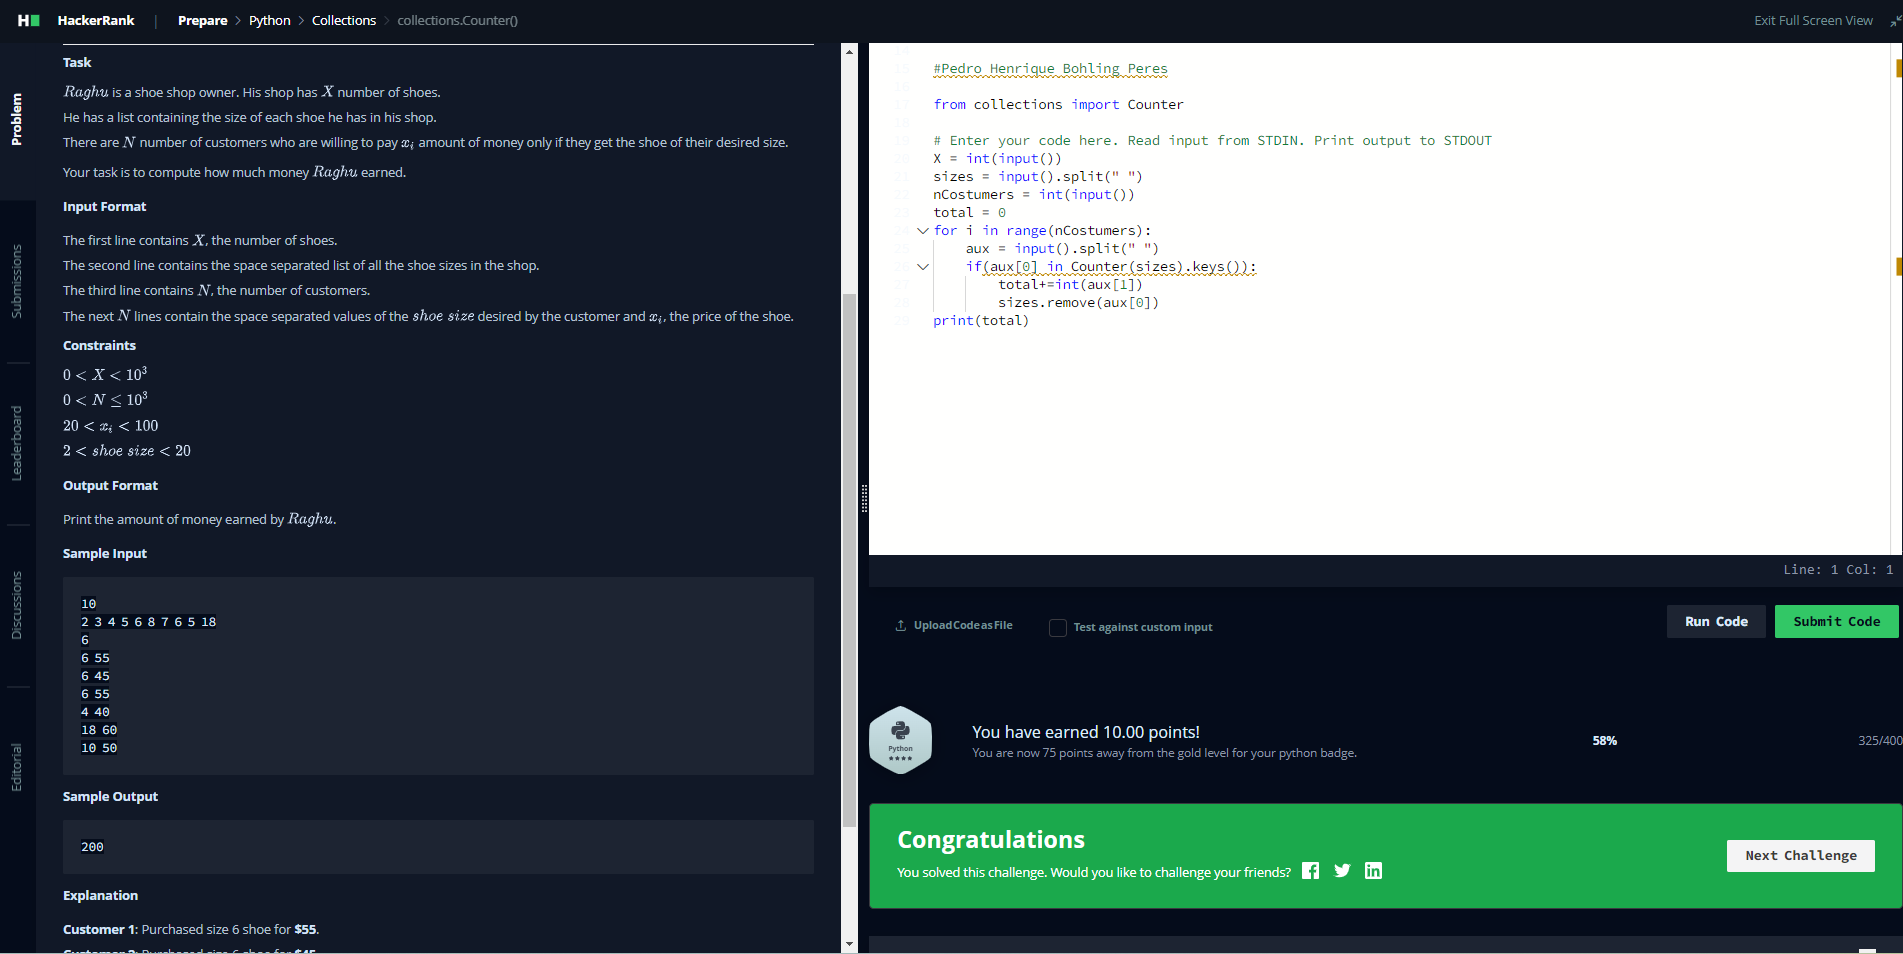 H HackerRank | Prepare > Python > Collections > collections.Counter()
Exit Full Screen View
Problem
Submissions
Leaderboard
Discussions
Editorial
Task
Raghu is a shoe shop owner. His shop has X number of shoes.
He has a list containing the size of each shoe he has in his shop.
There are N number of customers who are willing to pay xᵢ amount of money only if they get the shoe of their desired size.
Your task is to compute how much money Raghu earned.
Input Format
The first line contains X, the number of shoes.
The second line contains the space separated list of all the shoe sizes in the shop.
The third line contains N, the number of customers.
The next N lines contain the space separated values of the shoe size desired by the customer and xᵢ, the price of the shoe.
Constraints
0 < X < 10³
0 < N ≤ 10³
20 < xᵢ < 100
2 < shoe size < 20
Output Format
Print the amount of money earned by Raghu.
Sample Input
10
2 3 4 5 6 8 7 6 5 18
6
6 55
6 45
6 55
4 40
18 60
10 50
Sample Output
200
Explanation
Customer 1: Purchased size 6 shoe for $55.
#Pedro Henrique Bohling Peres
from collections import Counter
# Enter your code here. Read input from STDIN. Print output to STDOUT
X = int(input())
sizes = input().split(" ")
nCostumers = int(input())
total = 0
for i in range(nCostumers):
    aux = input().split(" ")
    if(aux[0] in Counter(sizes).keys()):
        total+=int(aux[1])
        sizes.remove(aux[0])
print(total)
Line: 1 Col: 1
Upload Code as File
Test against custom input
Run Code
Submit Code
Python
You have earned 10.00 points!
You are now 75 points away from the gold level for your python badge.
58%
325/400
Congratulations
You solved this challenge. Would you like to challenge your friends?
Next Challenge